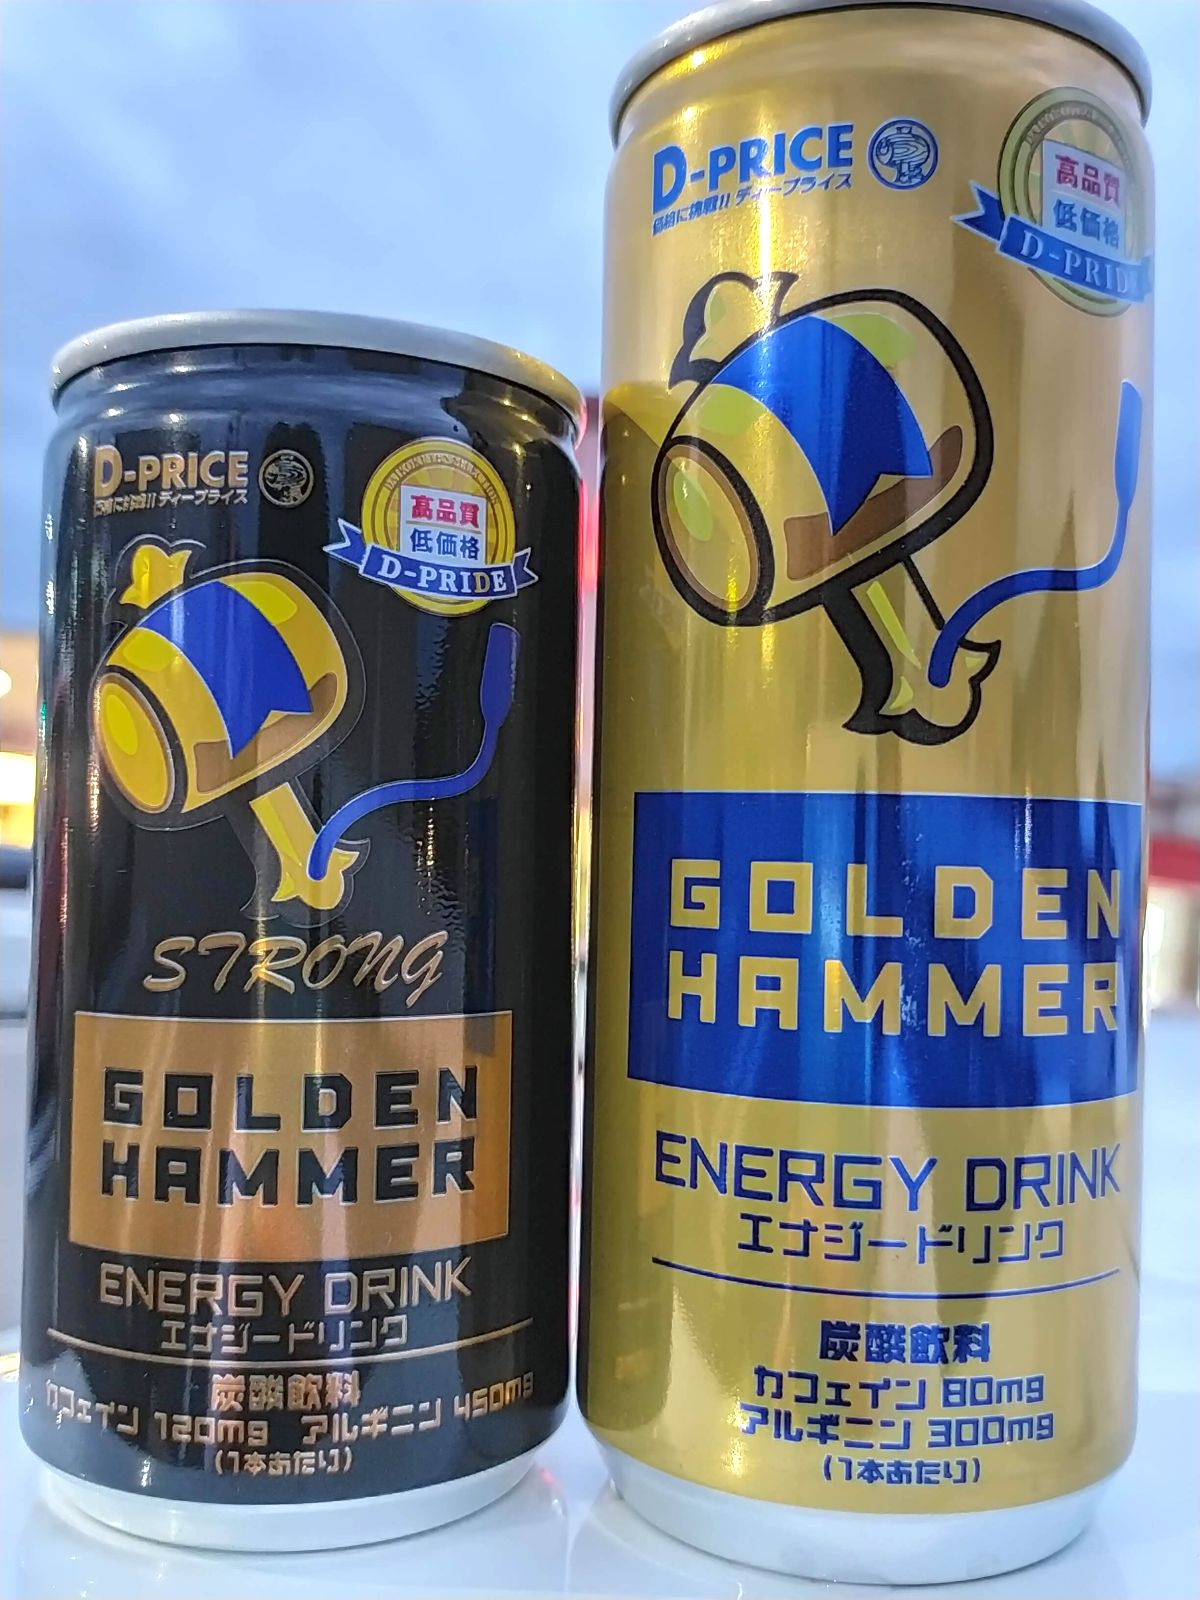 D-PRICE
価格に挑戦!! ディープライス
高品質
低価格
D-PRIDE
STRONG
GOLDEN
HAMMER
ENERGY DRINK
エナジードリンク
炭酸飲料
カフェイン 120mg アルギニン 450mg
(1本あたり)
D-PRICE
価格に挑戦!! ディープライス
高品質
低価格
D-PRIDE
GOLDEN
HAMMER
ENERGY DRINK
エナジードリンク
炭酸飲料
カフェイン 80mg
アルギニン 300mg
(1本あたり)